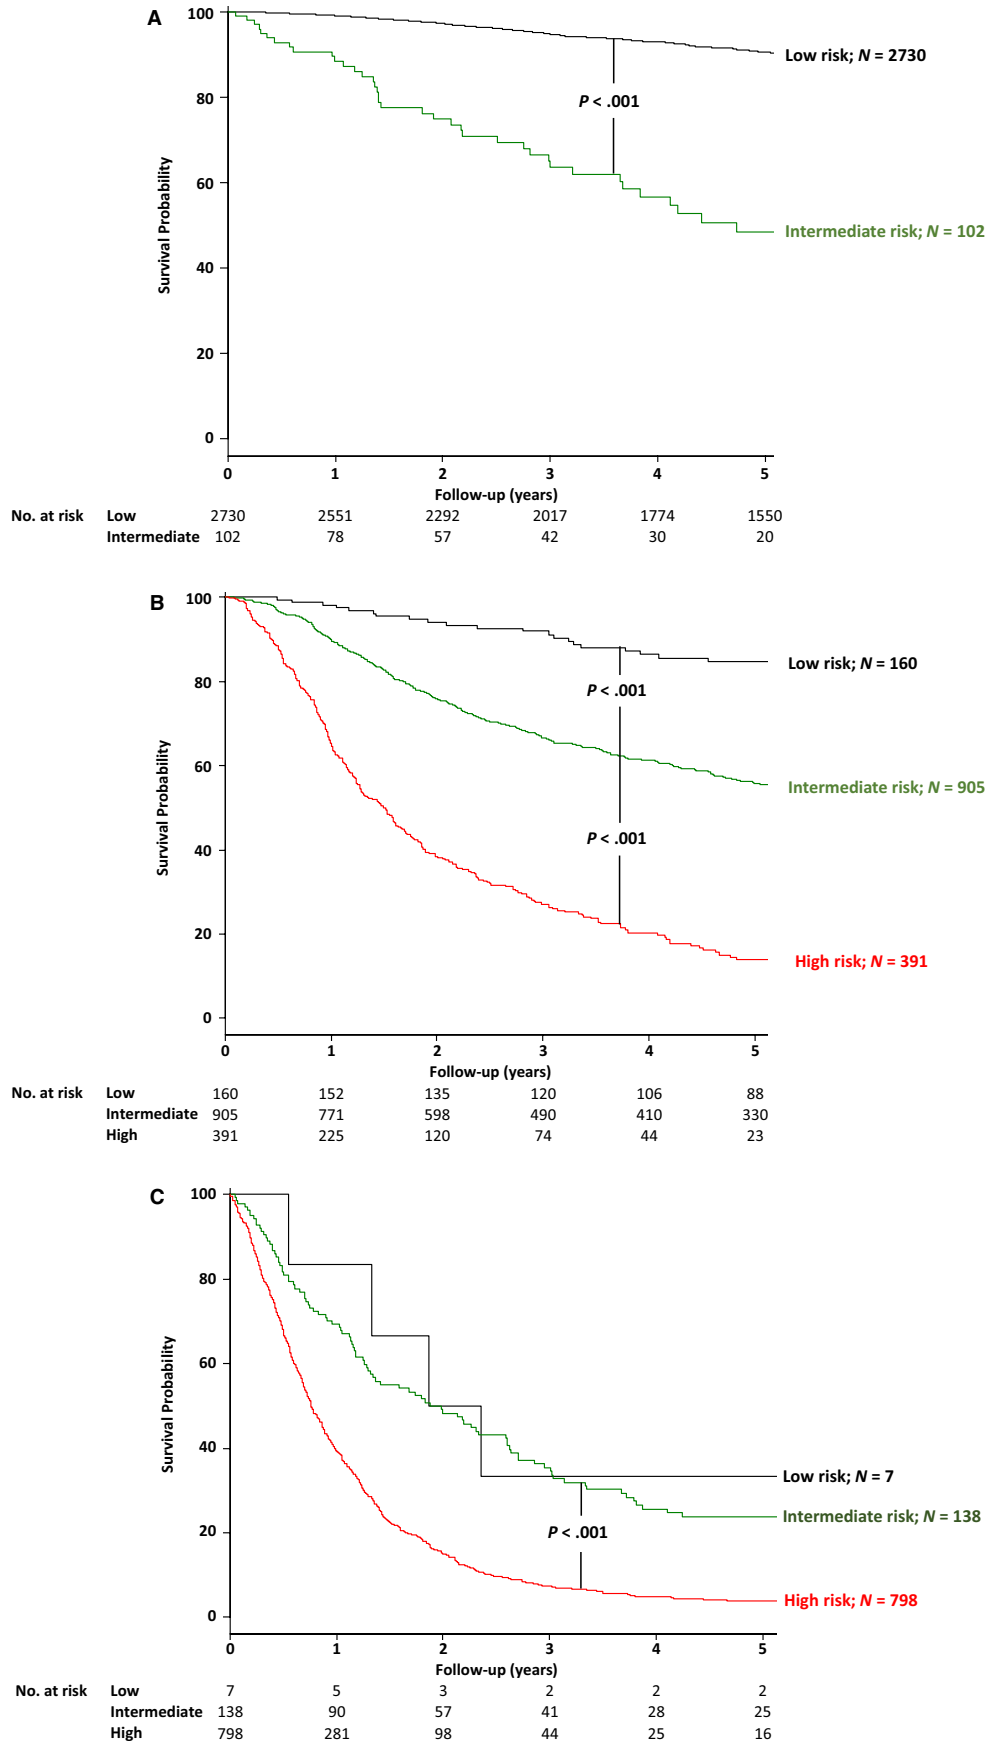 A
100
80
60
40
20
0
Survival Probability
Low risk; N = 2730
P < .001
Intermediate risk; N = 102
0 1 2 3 4 5
Follow-up (years)
No. at risk Low 2730 2551 2292 2017 1774 1550
Intermediate 102 78 57 42 30 20
B
100
80
60
40
20
0
Survival Probability
Low risk; N = 160
P < .001
Intermediate risk; N = 905
P < .001
High risk; N = 391
0 1 2 3 4 5
Follow-up (years)
No. at risk Low 160 152 135 120 106 88
Intermediate 905 771 598 490 410 330
High 391 225 120 74 44 23
C
100
80
60
40
20
0
Survival Probability
Low risk; N = 7
Intermediate risk; N = 138
P < .001
High risk; N = 798
0 1 2 3 4 5
Follow-up (years)
No. at risk Low 7 5 3 2 2 2
Intermediate 138 90 57 41 28 25
High 798 281 98 44 25 16